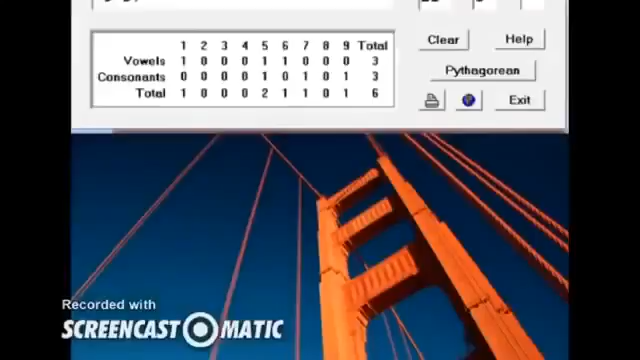 Clear Help
1 2 3 4 5 6 7 8 9 Total
Vowels 1 0 0 0 1 1 0 0 0 3
Consonants 0 0 0 0 1 0 1 0 1 3
Total 1 0 0 0 2 1 1 0 1 6
Pythagorean
Exit
Recorded with
SCREENCAST-O-MATIC